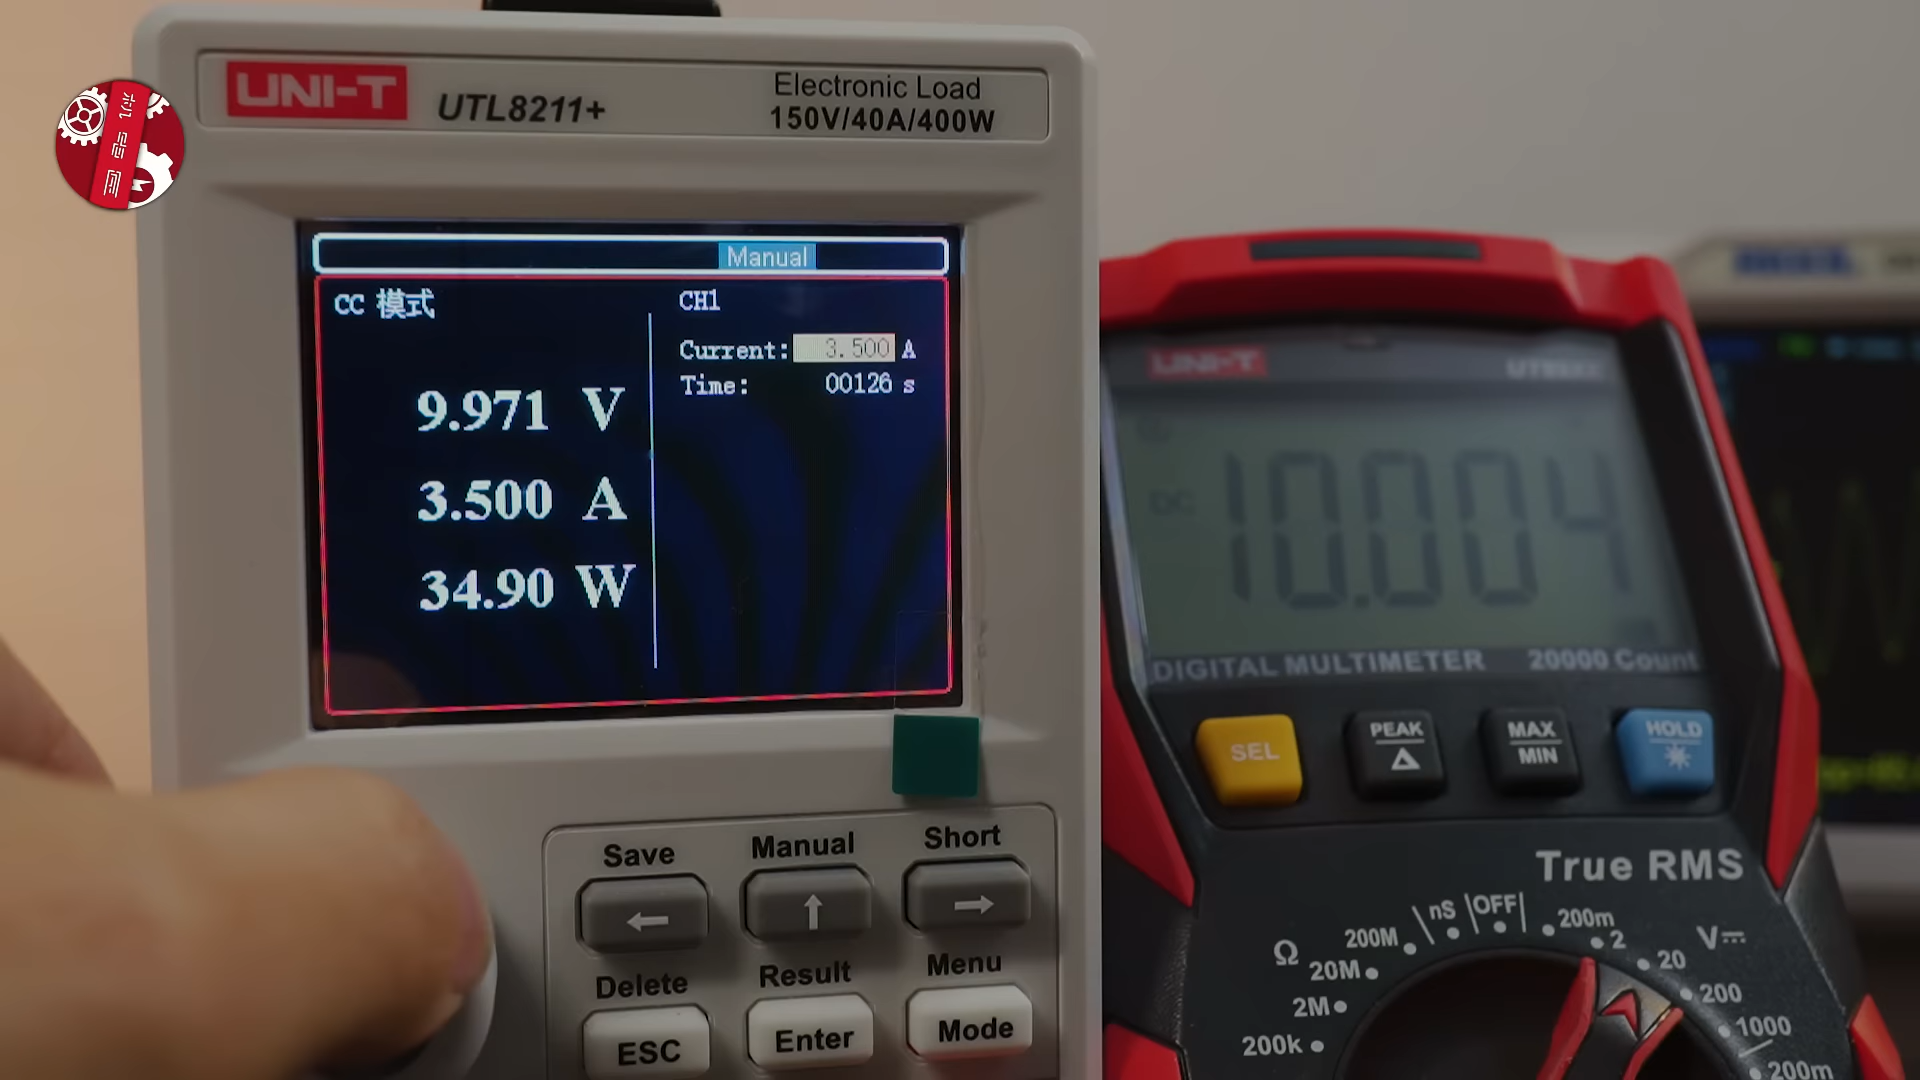 机器匠
UNI-T
UTL8211+
Electronic Load
150V/40A/400W
Manual
CC 模式
CH1
Current: 3.500 A
Time: 00126 s
9.971 V
3.500 A
34.90 W
UNI-T
DC
10.004
DIGITAL MULTIMETER
20000 Count
SEL
PEAK
MAX
MIN
HOLD
True RMS
Save
Manual
Short
Delete
Result
Menu
ESC
Enter
Mode
nS
OFF
200m
2
V
20
200
1000
200m
Ω
200M
20M
2M
200k